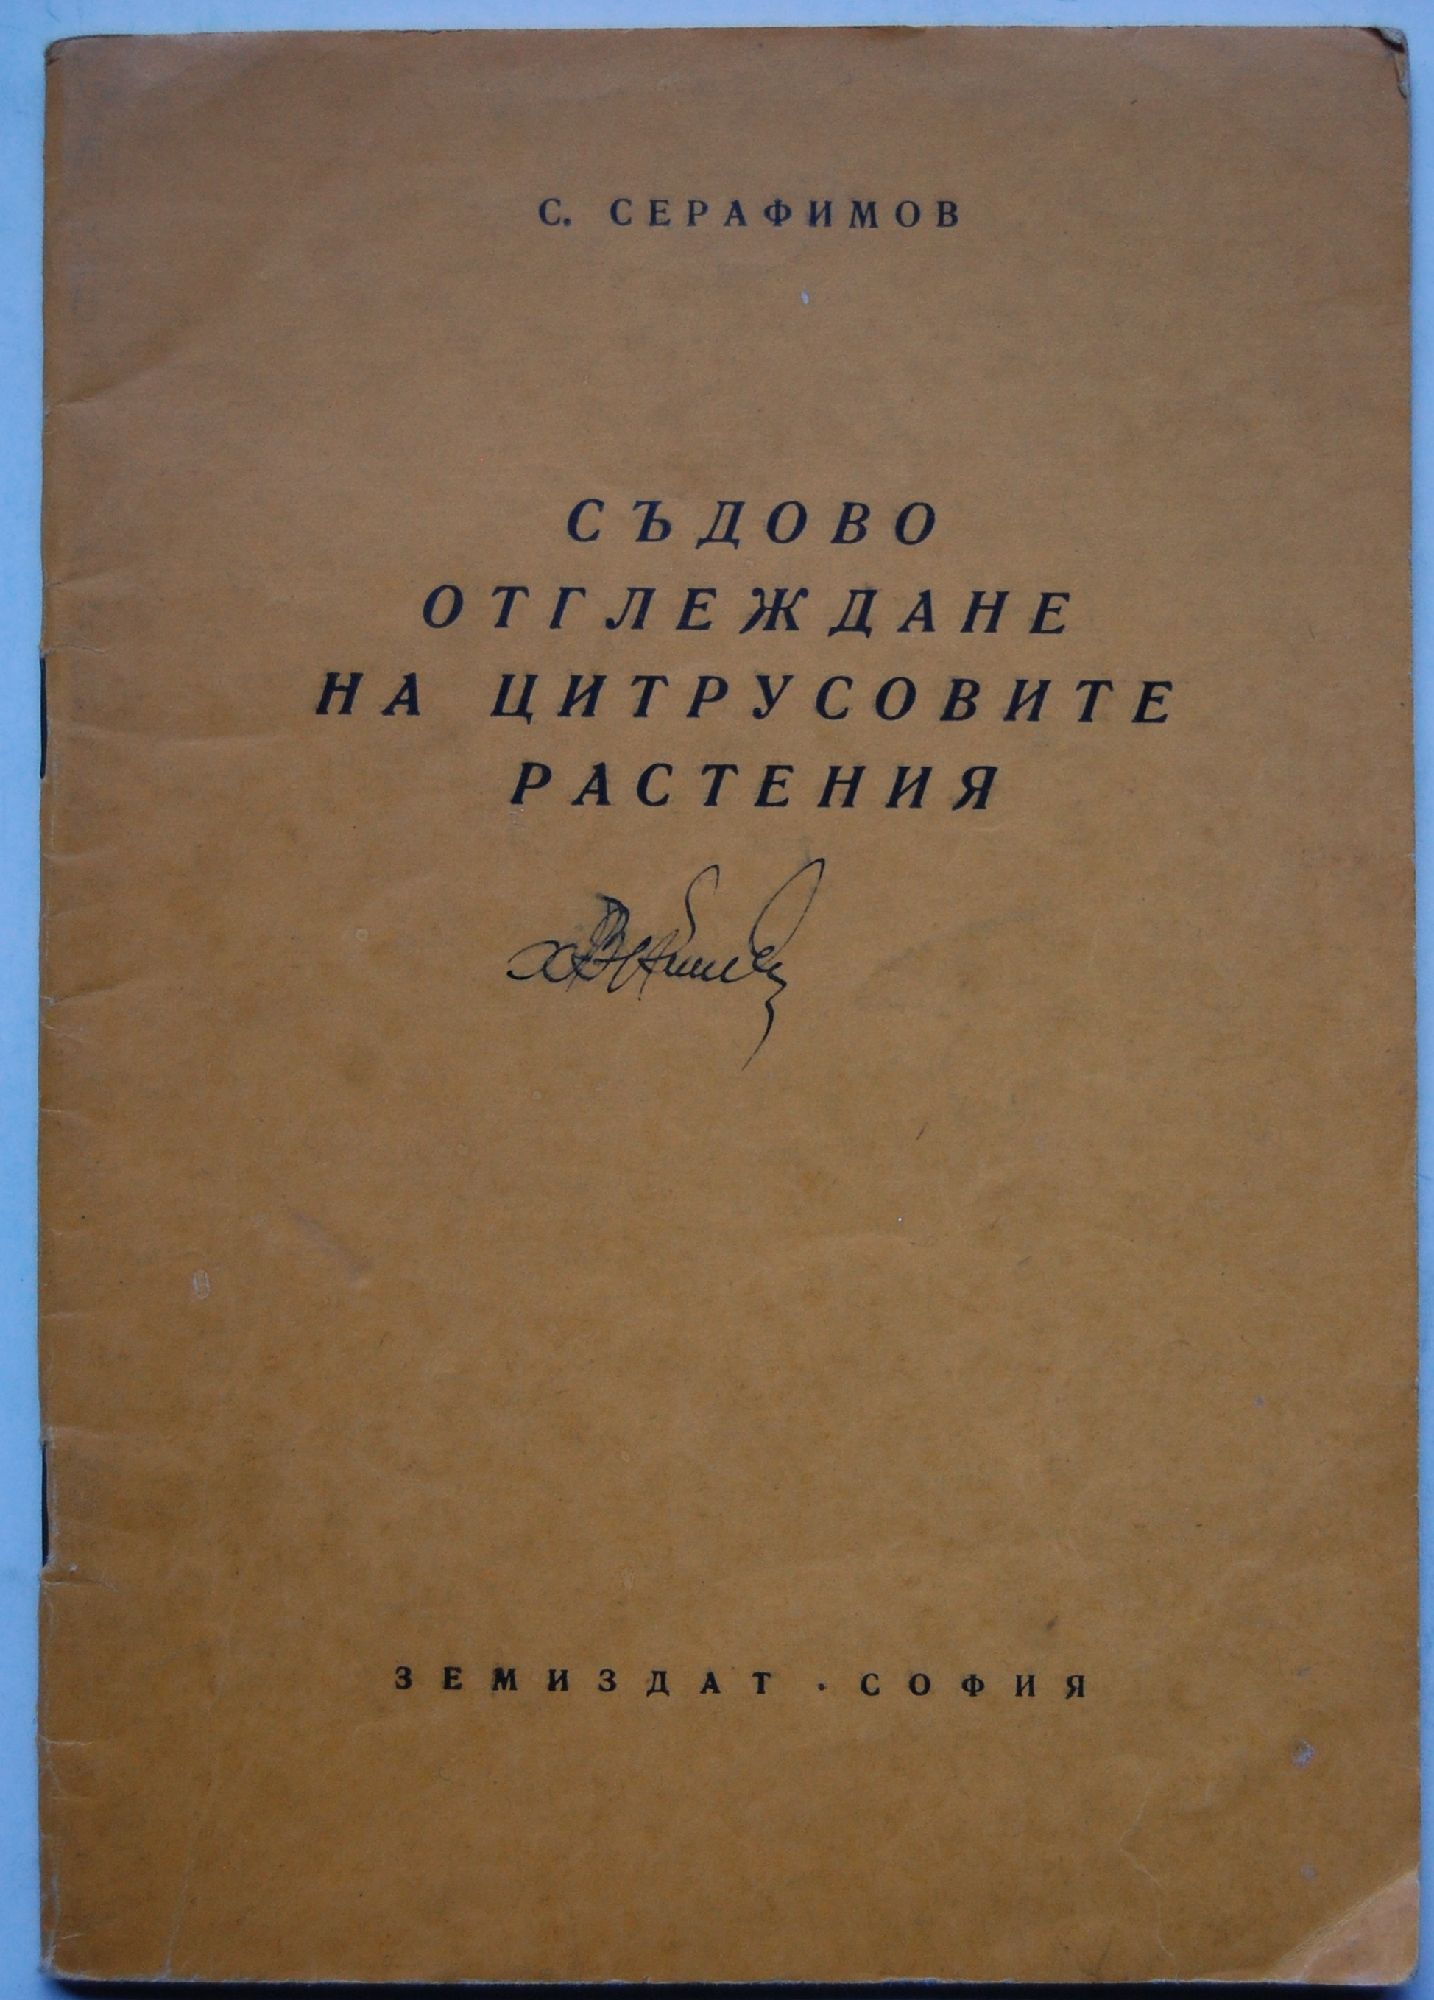 С. СЕРАФИМОВ
СЪДОВО
ОТГЛЕЖДАНЕ
НА ЦИТРУСОВИТЕ
РАСТЕНИЯ
ЗЕМИЗДАТ · СОФИЯ